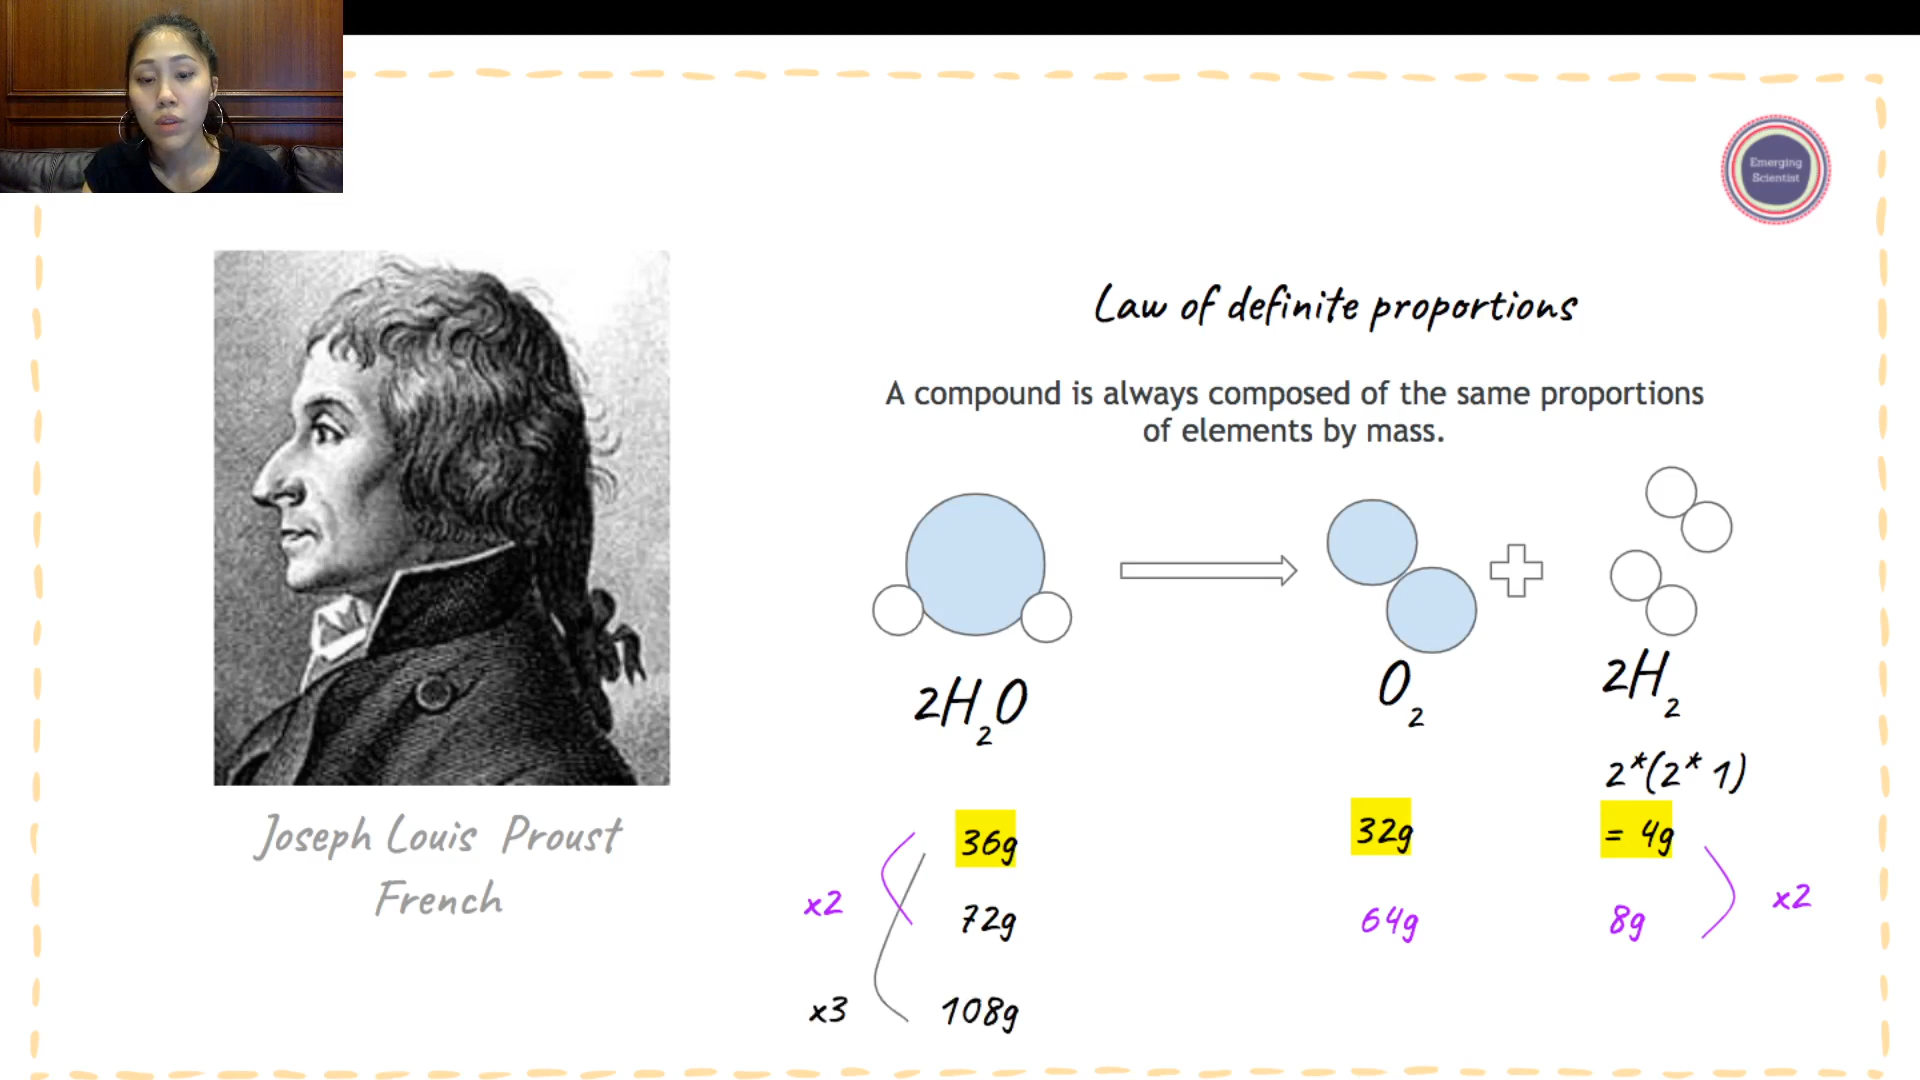 Emerging
Scientist
Law of definite proportions
A compound is always composed of the same proportions
of elements by mass.
2H₂O
O₂
2H₂
2*(2* 1)
36g
32g
= 4g
x2
72g
64g
8g
x2
x3
108g
Joseph Louis Proust
French